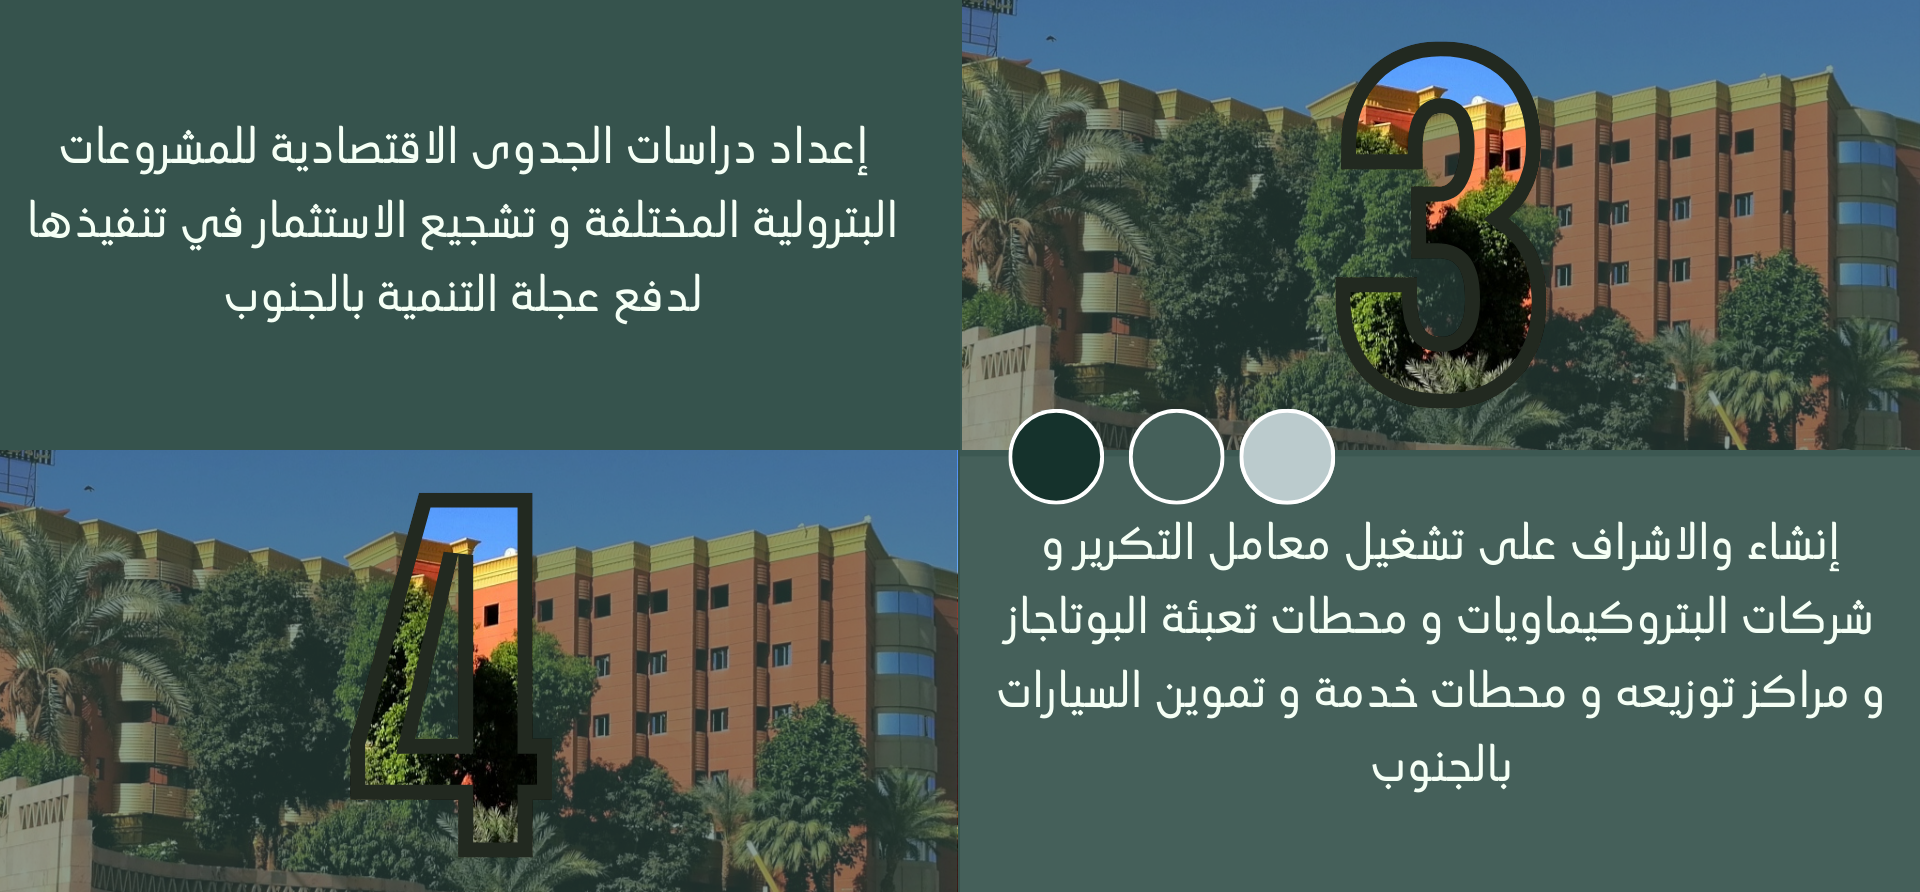 3
إعداد دراسات الجدوى الاقتصادية للمشروعات
البترولية المختلفة و تشجيع الاستثمار في تنفيذها
لدفع عجلة التنمية بالجنوب
4
إنشاء والاشراف على تشغيل معامل التكرير و
شركات البتروكيماويات و محطات تعبئة البوتاجاز
و مراكز توزيعه و محطات خدمة و تموين السيارات
بالجنوب